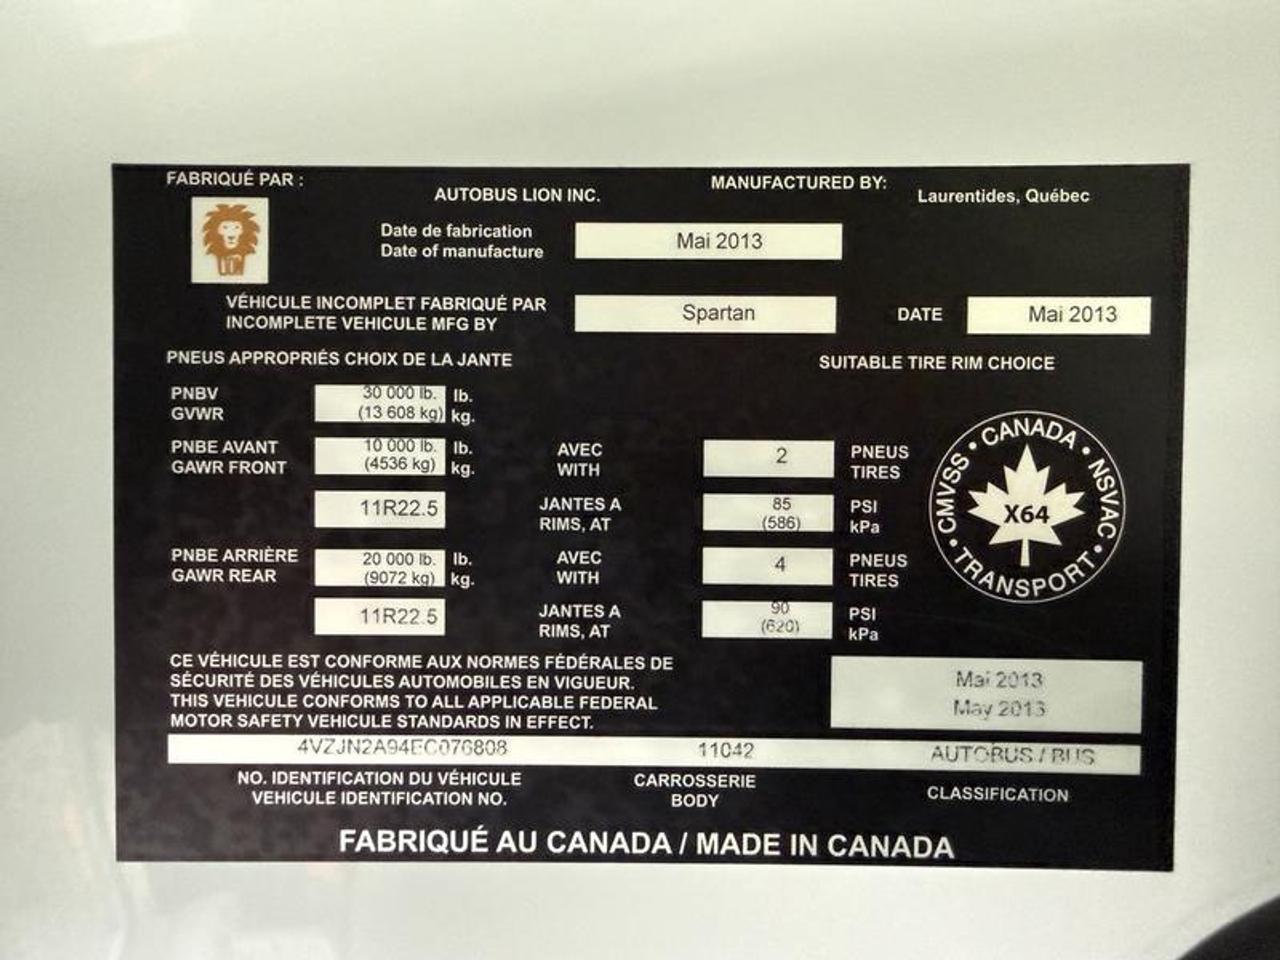 FABRIQUÉ PAR :
AUTOBUS LION INC.
MANUFACTURED BY:
Laurentides, Québec
Date de fabrication
Date of manufacture
Mai 2013
VÉHICULE INCOMPLET FABRIQUÉ PAR
INCOMPLETE VEHICULE MFG BY
Spartan
DATE
Mai 2013
PNEUS APPROPRIÉS CHOIX DE LA JANTE
SUITABLE TIRE RIM CHOICE
PNBV
GVWR
30 000 lb. lb.
(13 608 kg) kg.
PNBE AVANT
GAWR FRONT
10 000 lb. lb.
(4536 kg) kg.
AVEC
WITH
2
PNEUS
TIRES
11R22.5
JANTES A
RIMS, AT
85
(586)
PSI
kPa
PNBE ARRIÈRE
GAWR REAR
20 000 lb. lb.
(9072 kg) kg.
AVEC
WITH
4
PNEUS
TIRES
11R22.5
JANTES A
RIMS, AT
90
(620)
PSI
kPa
CANADA • NSVAC • TRANSPORT • CMVSS •
X64
CE VÉHICULE EST CONFORME AUX NORMES FÉDÉRALES DE
SÉCURITÉ DES VÉHICULES AUTOMOBILES EN VIGUEUR.
THIS VEHICULE CONFORMS TO ALL APPLICABLE FEDERAL
MOTOR SAFETY VEHICULE STANDARDS IN EFFECT.
Mai 2013
May 2013
4VZJN2A94EC076808 11042 AUTOBUS / BUS
NO. IDENTIFICATION DU VÉHICULE
VEHICULE IDENTIFICATION NO.
CARROSSERIE
BODY
CLASSIFICATION
FABRIQUÉ AU CANADA / MADE IN CANADA